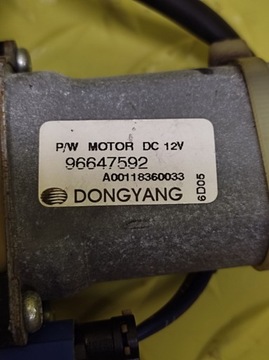 P/W MOTOR DC 12V
96647592
A00118360033
DONGYANG
6D05